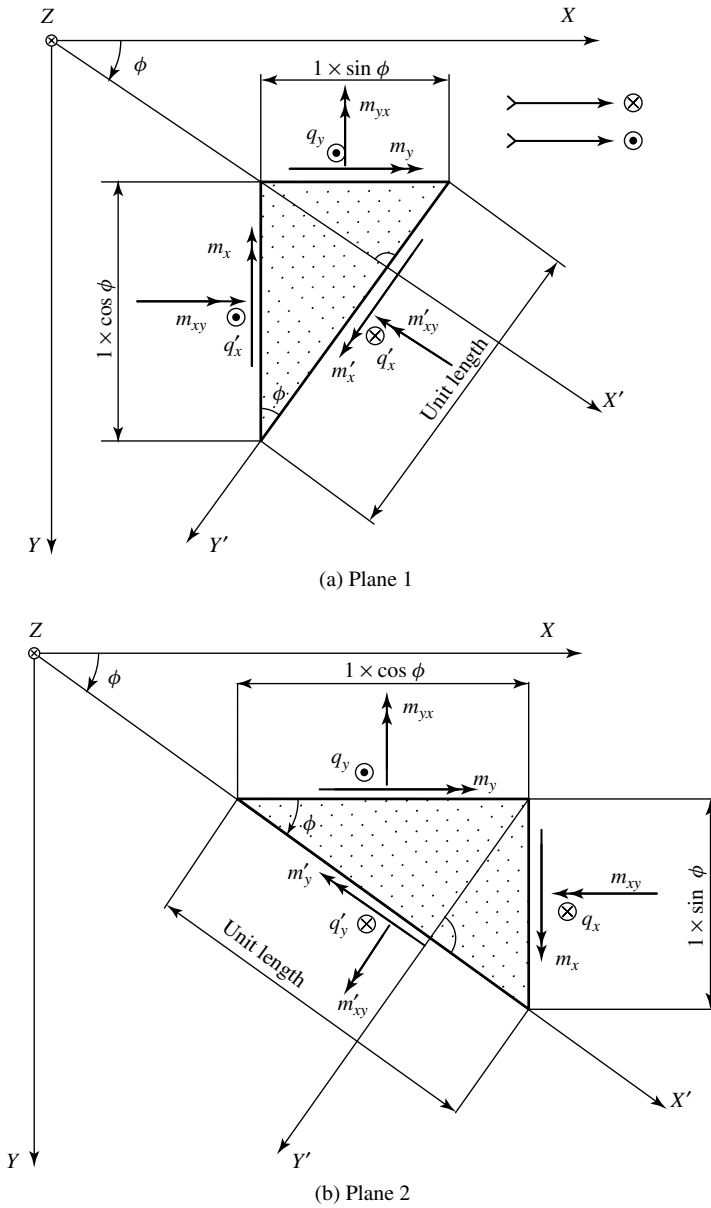 Z
X
ϕ
1 × sin ϕ
m_yx
q_y
m_y
m_x
1 × cos ϕ
m_xy
q′_x
m′_xy
q′_x
m′_x
Unit length
ϕ
X′
Y
Y′
(a) Plane 1
Z
X
ϕ
1 × cos ϕ
m_yx
q_y
m_y
ϕ
m′_y
m_xy
q_x
1 × sin ϕ
q′_y
m_x
Unit length
m′_xy
X′
Y
Y′
(b) Plane 2